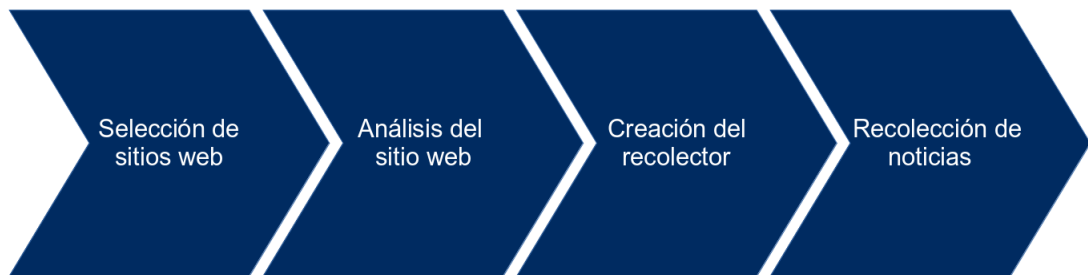 Selección de
sitios web
Análisis del
sitio web
Creación del
recolector
Recolección de
noticias